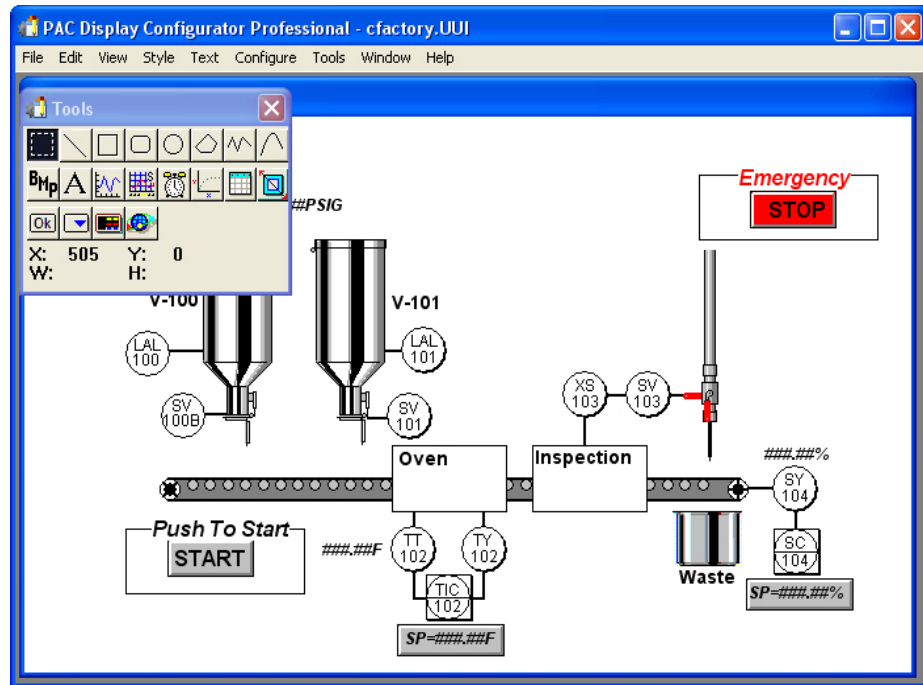 PAC Display Configurator Professional - cfactory.UUI
File Edit View Style Text Configure Tools Window Help
Tools
BMp A
Ok
X: 505 Y: 0
W: H:
##PSIG
Emergency
STOP
V-100
V-101
LAL
100
LAL
101
SV
100B
SV
101
XS
103
SV
103
Oven
Inspection
###.##%
SY
104
Push To Start
START
###.##F
TT
102
TY
102
SC
104
Waste
TIC
102
SP=###.##%
SP=###.##F